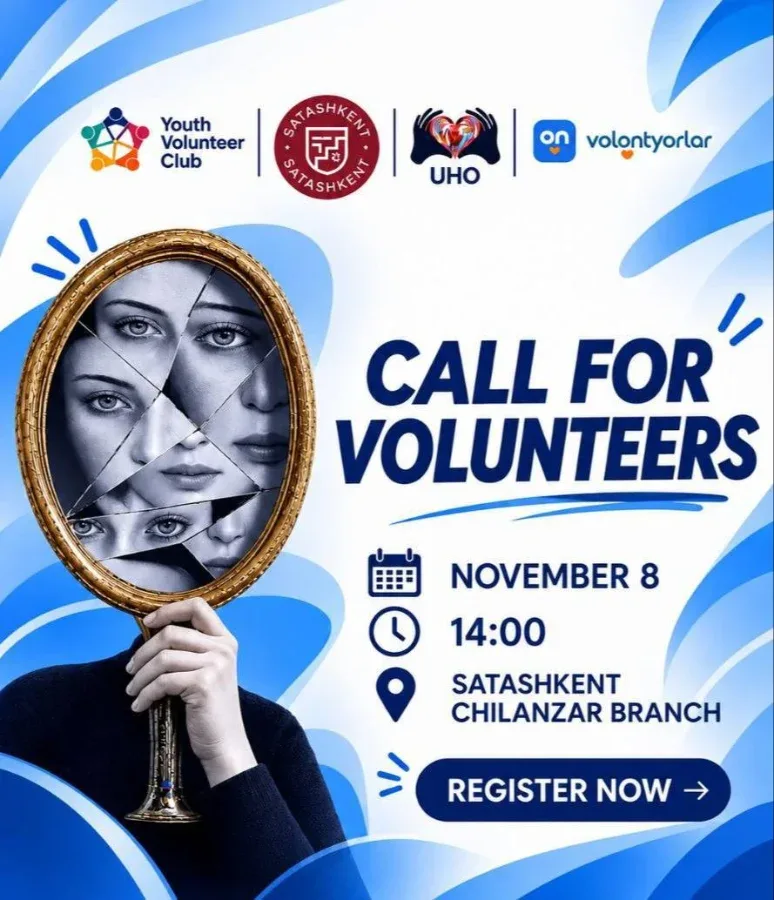 Youth
Volunteer
Club
SATASHKENT
SATASHKENT
UHO
on
volontyorlar
CALL FOR
VOLUNTEERS
NOVEMBER 8
14:00
SATASHKENT
CHILANZAR BRANCH
REGISTER NOW →